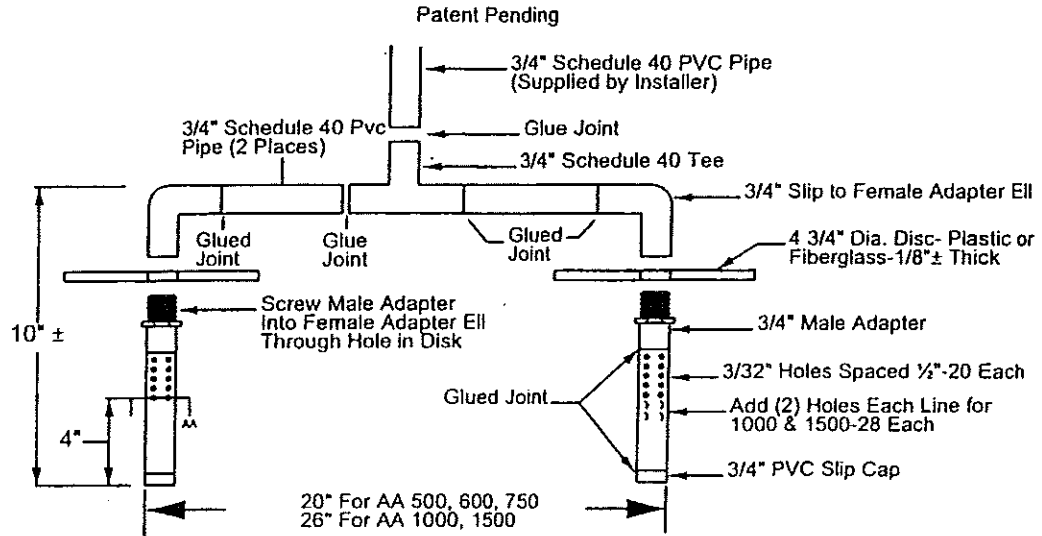 Patent Pending
3/4" Schedule 40 PVC Pipe
(Supplied by Installer)
3/4" Schedule 40 Pvc
Pipe (2 Places)
Glue Joint
3/4" Schedule 40 Tee
3/4" Slip to Female Adapter Ell
Glued
Joint
Glue
Joint
Glued
Joint
4 3/4" Dia. Disc- Plastic or
Fiberglass-1/8"± Thick
Screw Male Adapter
Into Female Adapter Ell
Through Hole in Disk
10" ±
3/4" Male Adapter
3/32" Holes Spaced ½"-20 Each
Glued Joint
Add (2) Holes Each Line for
1000 & 1500-28 Each
AA
4"
3/4" PVC Slip Cap
20" For AA 500, 600, 750
26" For AA 1000, 1500